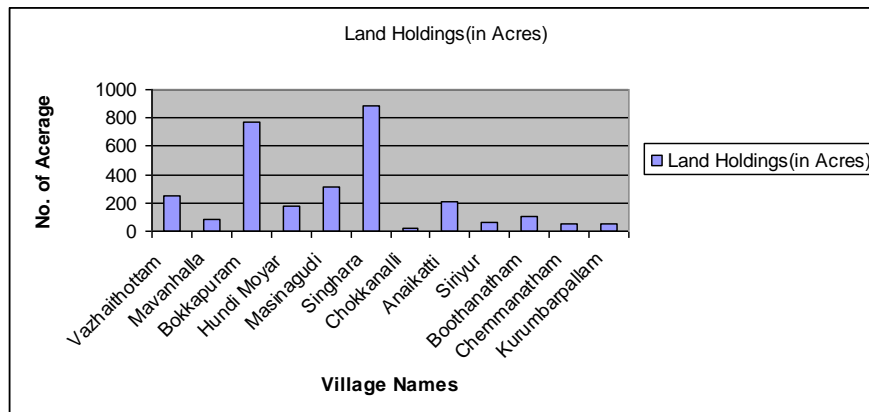 Land Holdings(in Acres)
No. of Acerage
1000
800
600
400
200
0
Vazhaithottam
Mavanhalla
Bokkapuram
Hundi Moyar
Masinagudi
Singhara
Chokkanalli
Anaikatti
Siriyur
Boothanatham
Chemmanatham
Kurumbarpallam
Village Names
Land Holdings(in Acres)